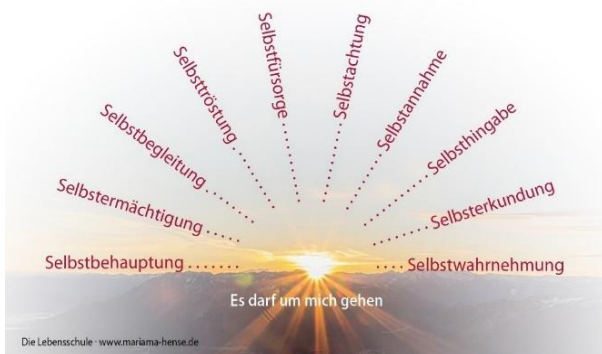 Selbstbehauptung
Selbstermächtigung
Selbstbegleitung
Selbsttröstung
Selbstfürsorge
Selbstachtung
Selbstannahme
Selbsthingabe
Selbsterkundung
Selbstwahrnehmung
Es darf um mich gehen
Die Lebensschule · www.mariama-hense.de